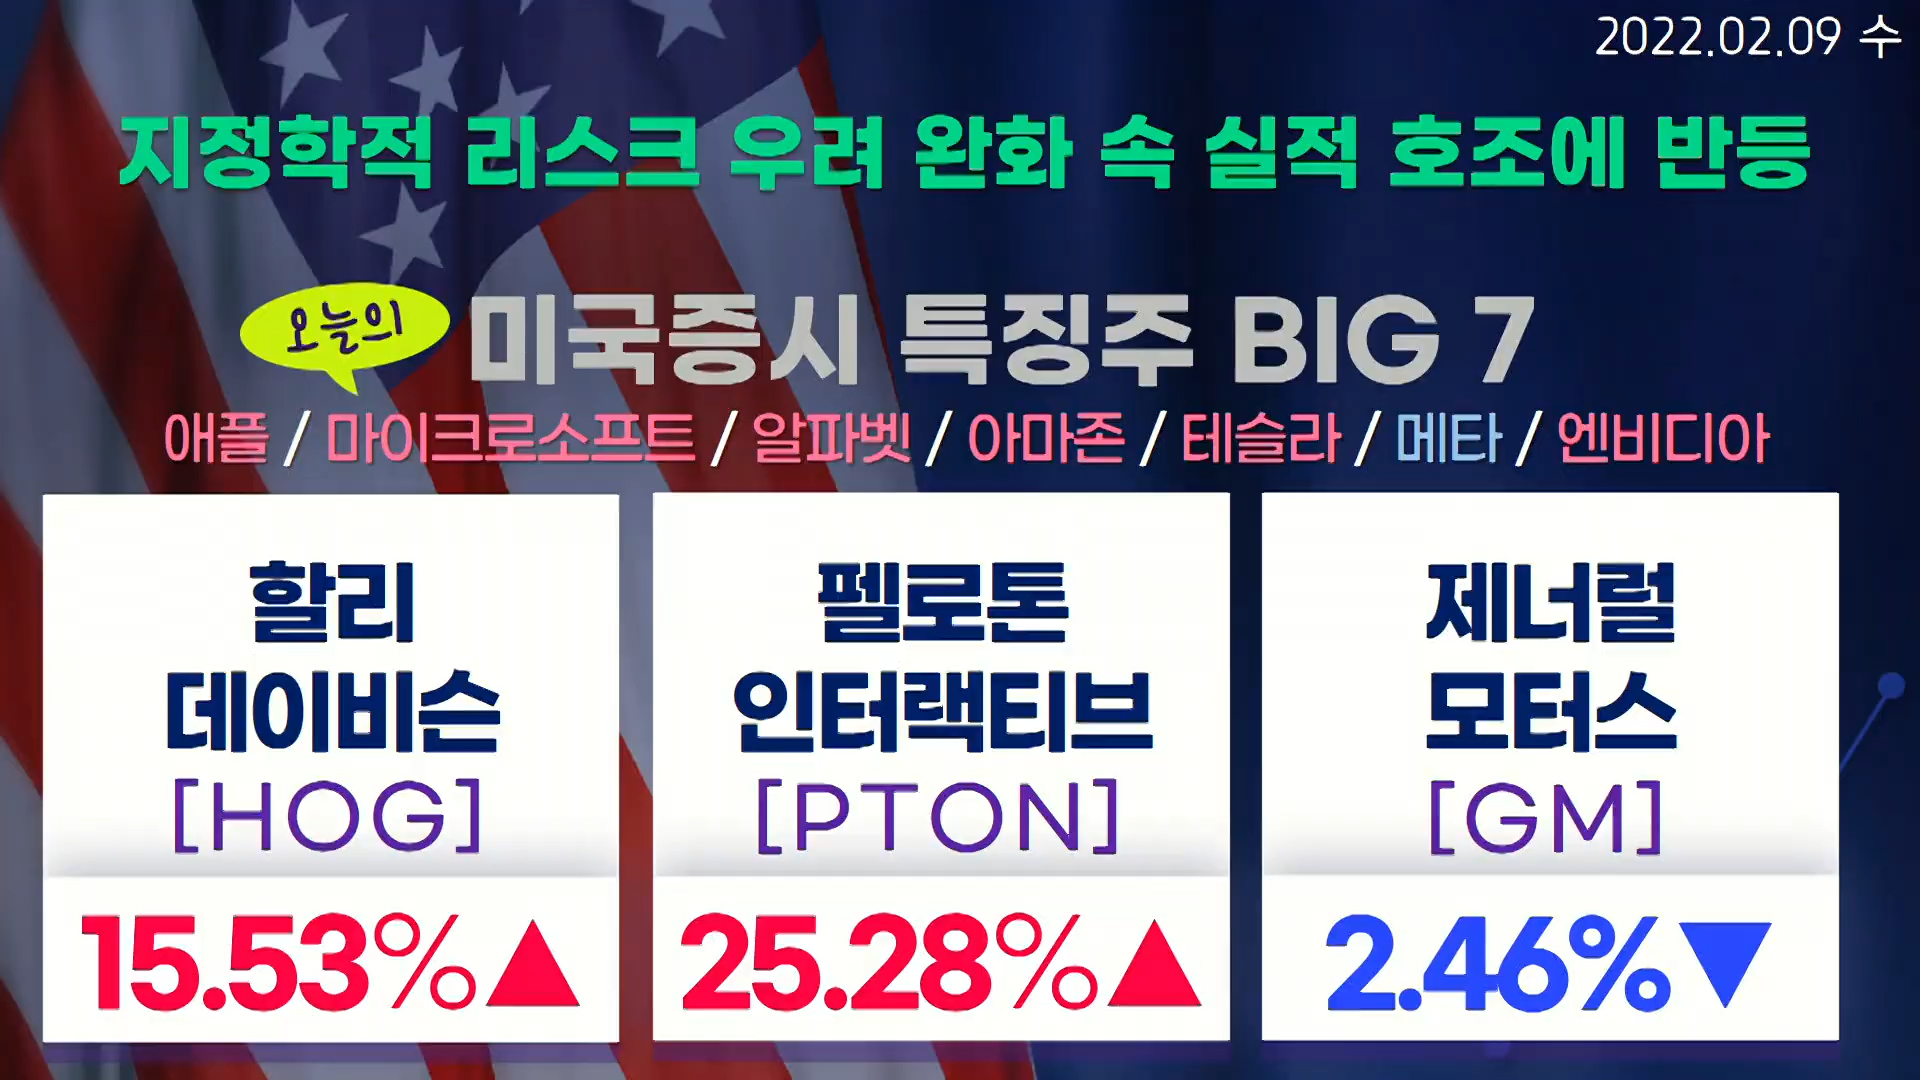 2022.02.09 수
지정학적 리스크 우려 완화 속 실적 호조에 반등
오늘의 미국증시 특징주 BIG 7
애플 / 마이크로소프트 / 알파벳 / 아마존 / 테슬라 / 메타 / 엔비디아
할리
데이비슨
[HOG]
15.53%▲
펠로톤
인터랙티브
[PTON]
25.28%▲
제너럴
모터스
[GM]
2.46%▼